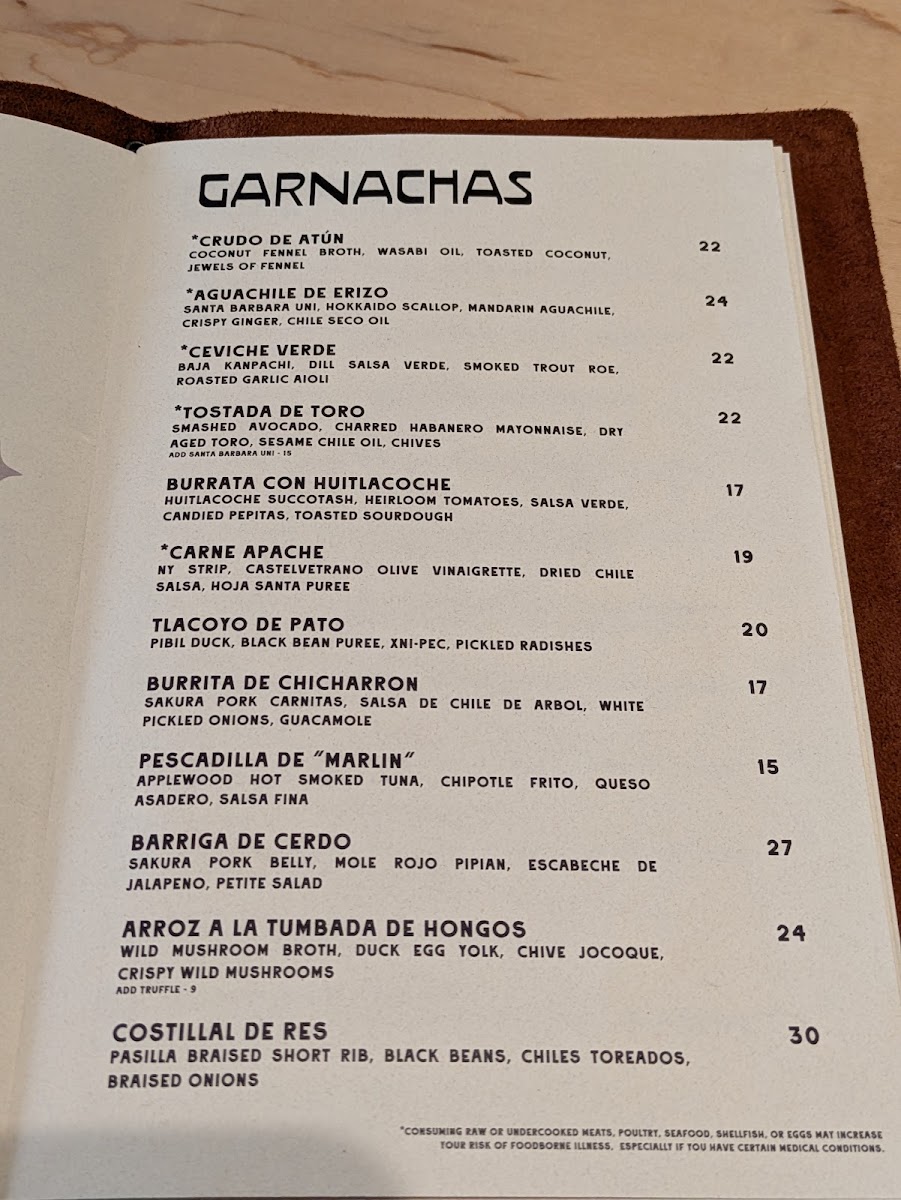 GARNACHAS
*CRUDO DE ATÚN 22
COCONUT FENNEL BROTH, WASABI OIL, TOASTED COCONUT,
JEWELS OF FENNEL
*AGUACHILE DE ERIZO 24
SANTA BARBARA UNI, HOKKAIDO SCALLOP, MANDARIN AGUACHILE,
CRISPY GINGER, CHILE SECO OIL
*CEVICHE VERDE 22
BAJA KANPACHI, DILL SALSA VERDE, SMOKED TROUT ROE,
ROASTED GARLIC AIOLI
*TOSTADA DE TORO 22
SMASHED AVOCADO, CHARRED HABANERO MAYONNAISE, DRY
AGED TORO, SESAME CHILE OIL, CHIVES
ADD SANTA BARBARA UNI - 15
BURRATA CON HUITLACOCHE 17
HUITLACOCHE SUCCOTASH, HEIRLOOM TOMATOES, SALSA VERDE,
CANDIED PEPITAS, TOASTED SOURDOUGH
*CARNE APACHE 19
NY STRIP, CASTELVETRANO OLIVE VINAIGRETTE, DRIED CHILE
SALSA, HOJA SANTA PUREE
TLACOYO DE PATO 20
PIBIL DUCK, BLACK BEAN PUREE, XNI-PEC, PICKLED RADISHES
BURRITA DE CHICHARRON 17
SAKURA PORK CARNITAS, SALSA DE CHILE DE ARBOL, WHITE
PICKLED ONIONS, GUACAMOLE
PESCADILLA DE "MARLIN" 15
APPLEWOOD HOT SMOKED TUNA, CHIPOTLE FRITO, QUESO
ASADERO, SALSA FINA
BARRIGA DE CERDO 27
SAKURA PORK BELLY, MOLE ROJO PIPIAN, ESCABECHE DE
JALAPENO, PETITE SALAD
ARROZ A LA TUMBADA DE HONGOS 24
WILD MUSHROOM BROTH, DUCK EGG YOLK, CHIVE JOCOQUE,
CRISPY WILD MUSHROOMS
ADD TRUFFLE - 9
COSTILLAL DE RES 30
PASILLA BRAISED SHORT RIB, BLACK BEANS, CHILES TOREADOS,
BRAISED ONIONS
*CONSUMING RAW OR UNDERCOOKED MEATS, POULTRY, SEAFOOD, SHELLFISH, OR EGGS MAY INCREASE
YOUR RISK OF FOODBORNE ILLNESS, ESPECIALLY IF YOU HAVE CERTAIN MEDICAL CONDITIONS.